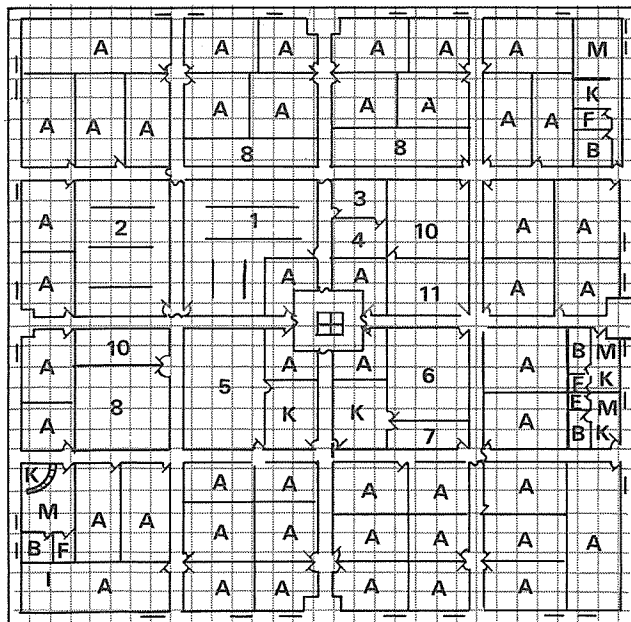 A A A A A A M
K
A A A A A A A A A F
8 8 B
A 2 1 3 10 A A
4
A A A 11 A A
10 A A 6 A B M
A 8 5 F K
E M
A K K 7 A B K
K A A A A A
M A A
A A A A A A A
B F
A A A A A A